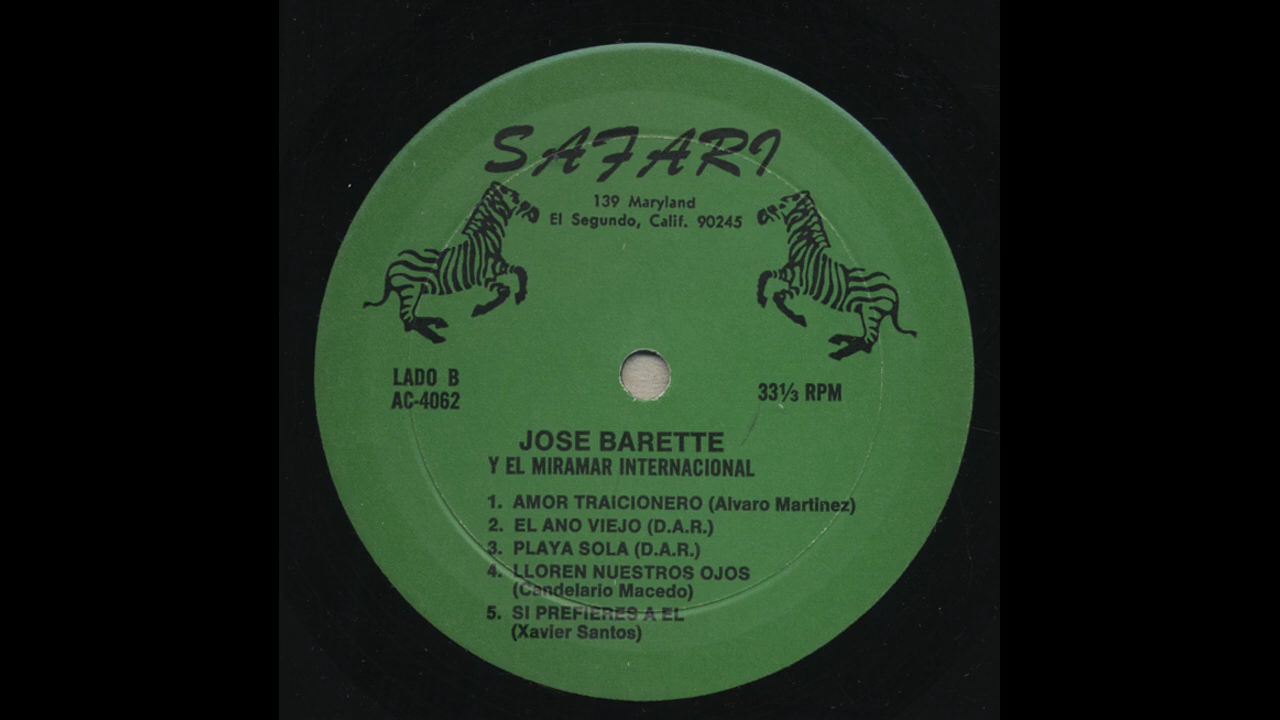 SAFARI
139 Maryland
El Segundo, Calif. 90245
LADO B
AC-4062
33⅓ RPM
JOSE BARETTE
Y EL MIRAMAR INTERNACIONAL
1. AMOR TRAICIONERO (Alvaro Martinez)
2. EL ANO VIEJO (D.A.R.)
3. PLAYA SOLA (D.A.R.)
4. LLOREN NUESTROS OJOS
(Candelario Macedo)
5. SI PREFIERES A EL
(Xavier Santos)